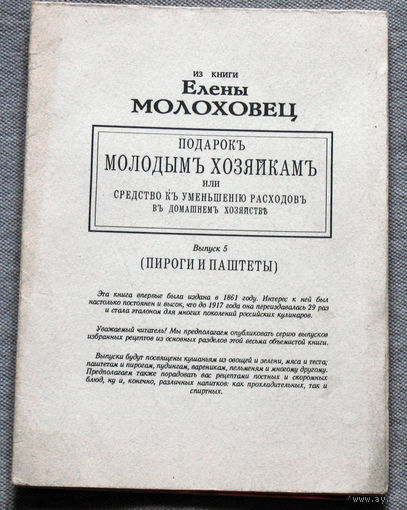 ИЗ КНИГИ
Елены
МОЛОХОВЕЦ
ПОДАРОКЪ
МОЛОДЫМЪ ХОЗЯЙКАМЪ
ИЛИ
СРЕДСТВО КЪ УМЕНЬШЕНІЮ РАСХОДОВЪ
ВЪ ДОМАШНЕМЪ ХОЗЯЙСТВѢ
Выпуск 5
(ПИРОГИ И ПАШТЕТЫ)
Эта книга впервые была издана в 1861 году. Интерес к ней был
настолько постоянен и высок, что до 1917 года она переиздавалась 29 раз
и стала эталоном для многих поколений российских кулинаров.
Уважаемый читатель! Мы предполагаем опубликовать серию выпусков
избранных рецептов из основных разделов этой весьма объемистой книги.
Выпуски будут посвящены кушаньям из овощей и зелени, мяса и теста;
паштетам и пирогам, пудингам, вареникам, пельменям и многому другому.
Предполагаем также порадовать вас рецептами постных и скоромных
блюд, ну и, конечно, различных напитков: как прохладительных, так и
спиртных.
www.ay.by